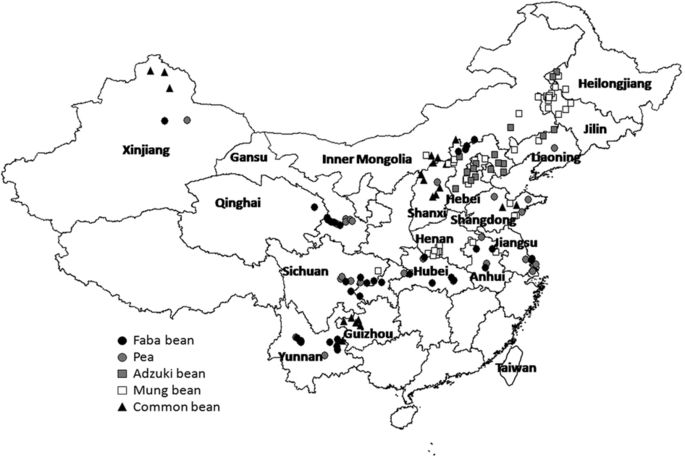 Heilongjiang
Jilin
Xinjiang
Gansu
Inner Mongolia
Liaoning
Qinghai
Hebei
Shanxi
Shangdong
Henan
Jiangsu
Sichuan
Hubei
Anhui
Guizhou
Yunnan
Taiwan
Faba bean
Pea
Adzuki bean
Mung bean
Common bean